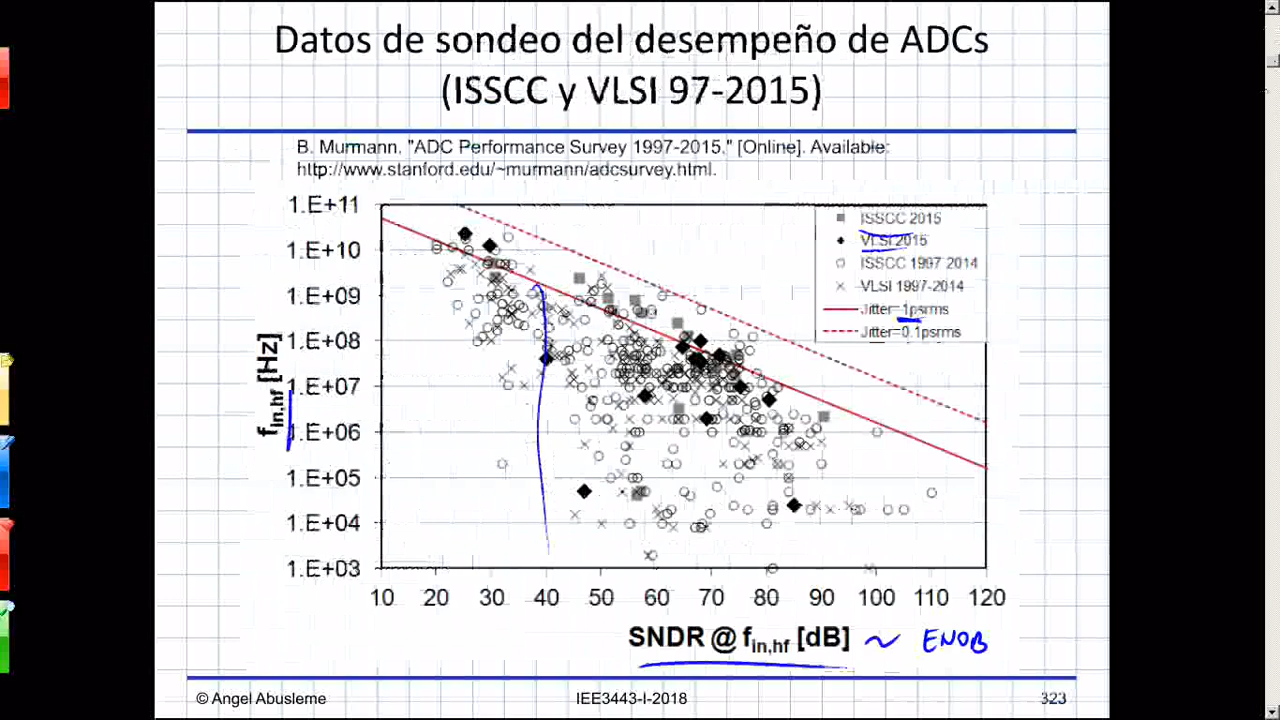 Datos de sondeo del desempeño de ADCs
(ISSCC y VLSI 97-2015)
B. Murmann, "ADC Performance Survey 1997-2015," [Online]. Available:
http://www.stanford.edu/~murmann/adcsurvey.html.
1.E+11
1.E+10
1.E+09
1.E+08
1.E+07
1.E+06
1.E+05
1.E+04
1.E+03
fin,hf [Hz]
ISSCC 2015
VLSI 2015
ISSCC 1997-2014
VLSI 1997-2014
Jitter=1psrms
Jitter=0.1psrms
10 20 30 40 50 60 70 80 90 100 110 120
SNDR @ fin,hf [dB] ~ ENOB
© Angel Abusleme IEE3443-I-2018 323